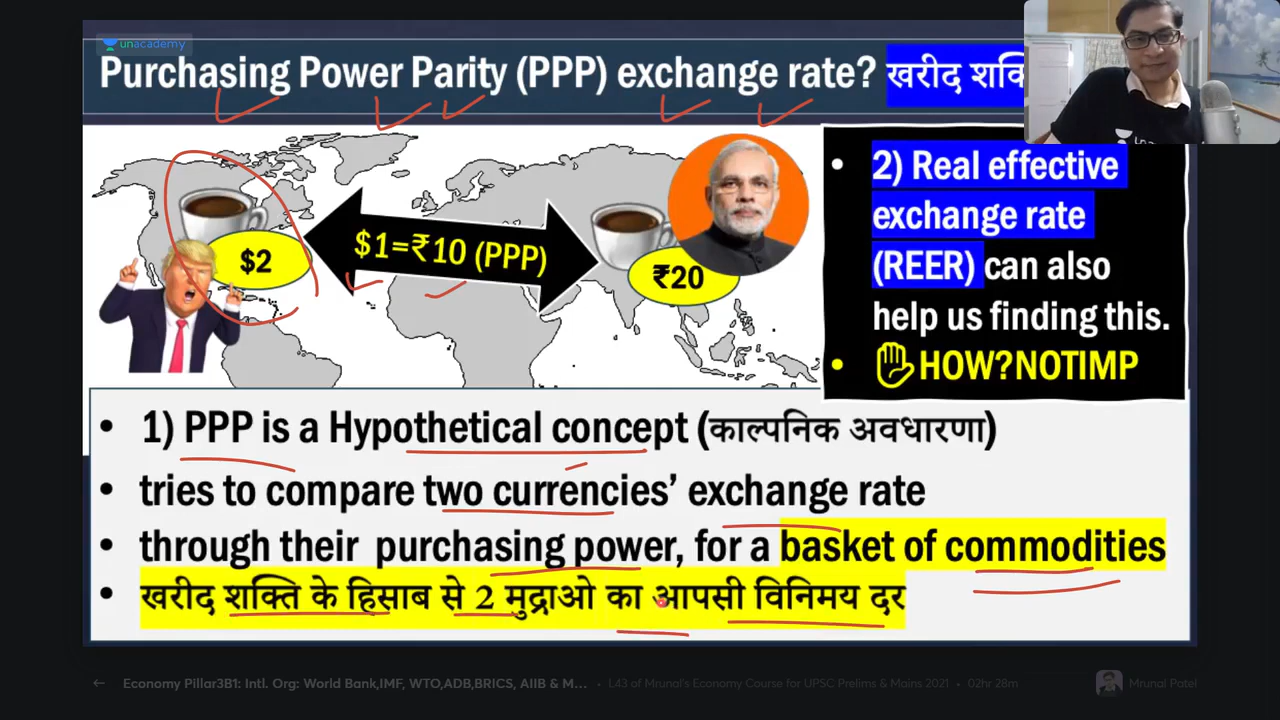 unacademy
Purchasing Power Parity (PPP) exchange rate? खरीद
$2
$1=₹10 (PPP)
₹20
• 2) Real effective
exchange rate
(REER) can also
help us finding this.
• ✋HOW?NOTIMP
• 1) PPP is a Hypothetical concept (काल्पनिक अवधारणा)
• tries to compare two currencies’ exchange rate
• through their purchasing power, for a basket of commodities
• खरीद शक्ति के हिसाब से 2 मुद्राओ का आपसी विनिमय दर
← Economy Pillar3B1: Intl. Org: World Bank,IMF, WTO,ADB,BRICS, AIIB & M... • L43 of Mrunal's Economy Course for UPSC Prelims & Mains 2021 • 02hr 28m Mrunal Patel